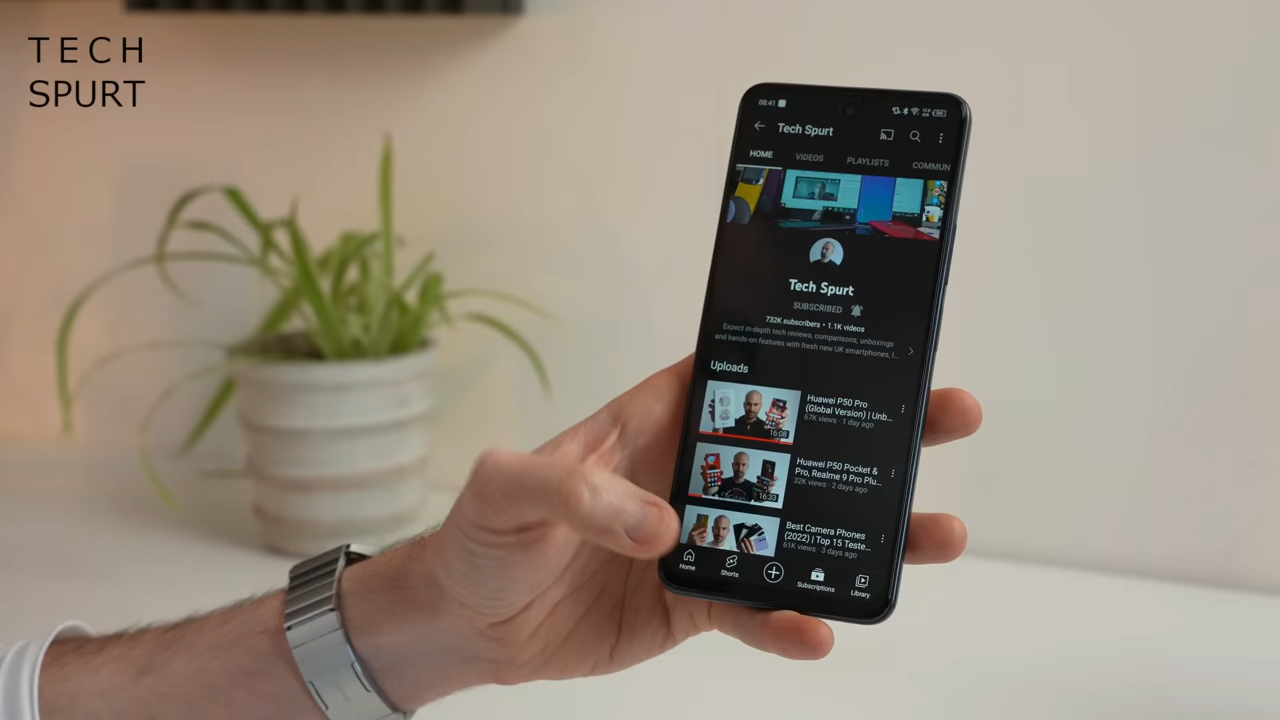 TECH
SPURT
08:41
Tech Spurt
HOME VIDEOS PLAYLISTS COMMUN
Tech Spurt
SUBSCRIBED
732K subscribers • 1.1K videos
Expect in-depth tech reviews, comparisons, unboxings
and hands-on features with fresh new UK smartphones, l...
Uploads
Huawei P50 Pro
(Global Version) | Unb...
67K views · 1 day ago
16:08
Huawei P50 Pocket &
Pro, Realme 9 Pro Plu...
32K views · 2 days ago
16:33
Best Camera Phones
(2022) | Top 15 Teste...
61K views · 3 days ago
Home Shorts Subscriptions Library